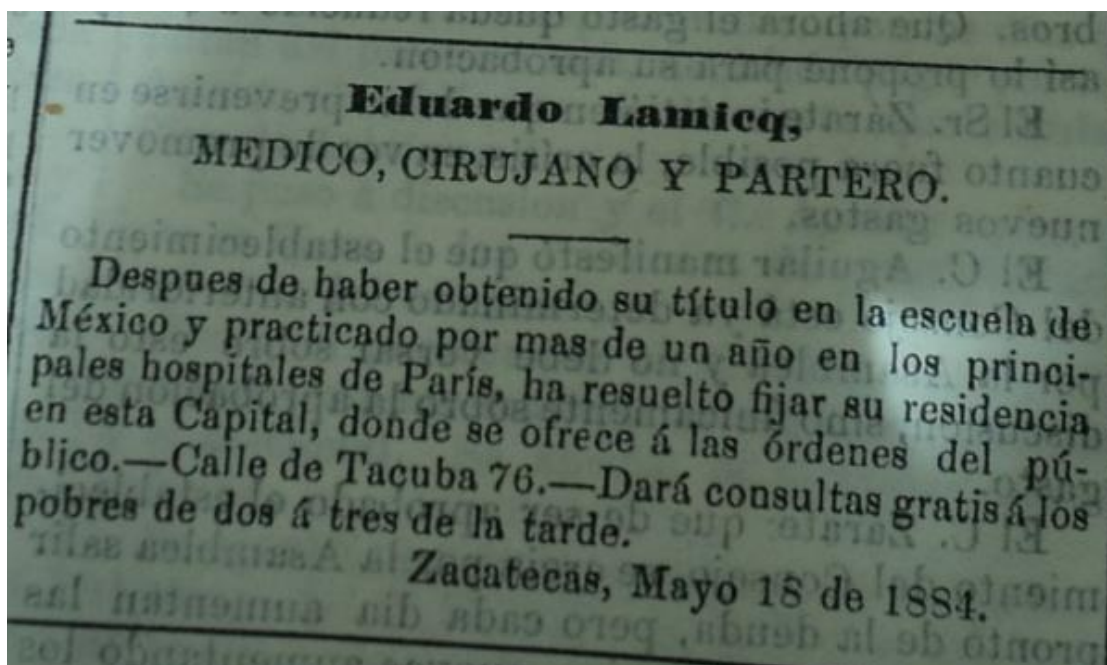 Eduardo Lamicq,
MEDICO, CIRUJANO Y PARTERO.
Despues de haber obtenido su título en la escuela de
México y practicado por mas de un año en los princi-
pales hospitales de París, ha resuelto fijar su residencia
en esta Capital, donde se ofrece á las órdenes del pú-
blico.—Calle de Tacuba 76.—Dará consultas gratis á los
pobres de dos á tres de la tarde.
Zacatecas, Mayo 18 de 1884.